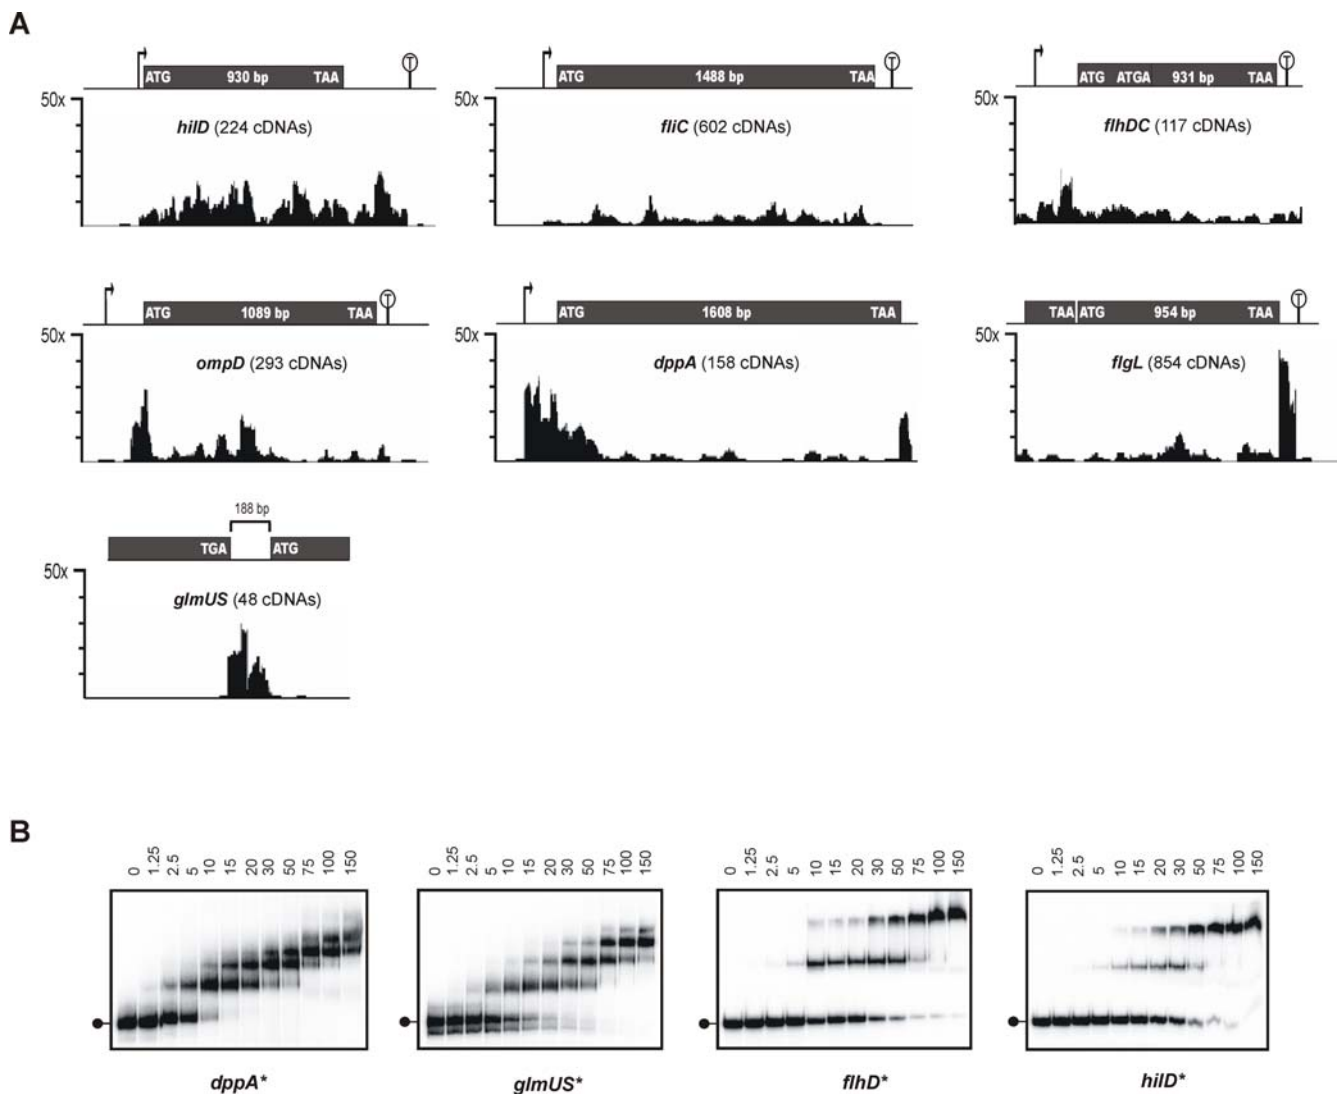 A
ATG 930 bp TAA T
50x
hilD (224 cDNAs)
ATG 1488 bp TAA T
50x
fliC (602 cDNAs)
ATG ATGA 931 bp TAA T
50x
flhDC (117 cDNAs)
ATG 1089 bp TAA T
50x
ompD (293 cDNAs)
ATG 1608 bp TAA
50x
dppA (158 cDNAs)
TAA ATG 954 bp T
50x
flgL (854 cDNAs)
188 bp
TGA ATG
50x
glmUS (48 cDNAs)
B
0 1.25 2.5 5 10 15 20 30 50 75 100 150
dppA*
0 1.25 2.5 5 10 15 20 30 50 75 100 150
glmUS*
0 1.25 2.5 5 10 15 20 30 50 75 100 150
flhD*
0 1.25 2.5 5 10 15 20 30 50 75 100 150
hilD*